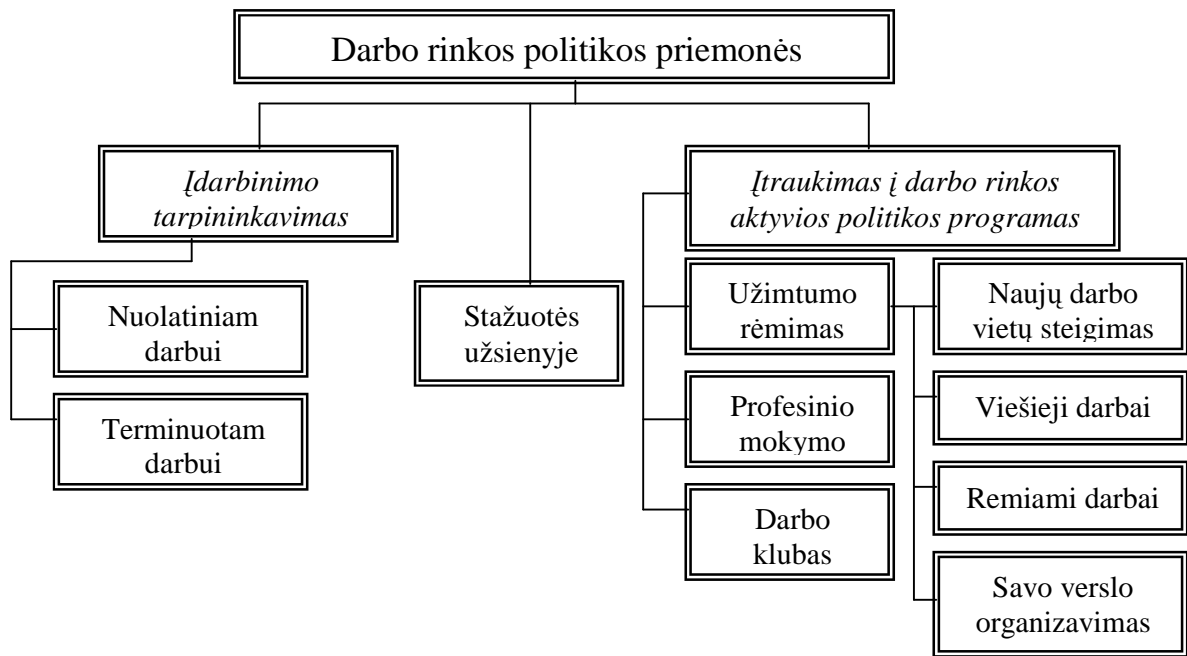 Darbo rinkos politikos priemonės
Įdarbinimo
tarpininkavimas
Nuolatiniam
darbui
Terminuotam
darbui
Stažuotės
užsienyje
Įtraukimas į darbo rinkos
aktyvios politikos programas
Užimtumo
rėmimas
Profesinio
mokymo
Darbo
klubas
Naujų darbo
vietų steigimas
Viešieji darbai
Remiami darbai
Savo verslo
organizavimas